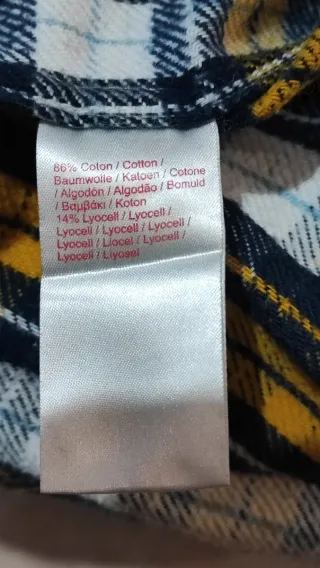 86% Coton / Cotton /
Baumwolle / Katoen / Cotone
/ Algodón / Algodão / Bomuld
/ Βαμβάκι / Koton
14% Lyocell / Lyocell /
Lyocell / Lyocell / Lyocell /
Lyocell / Liocel / Lyocell /
Lyocell / Liyosel